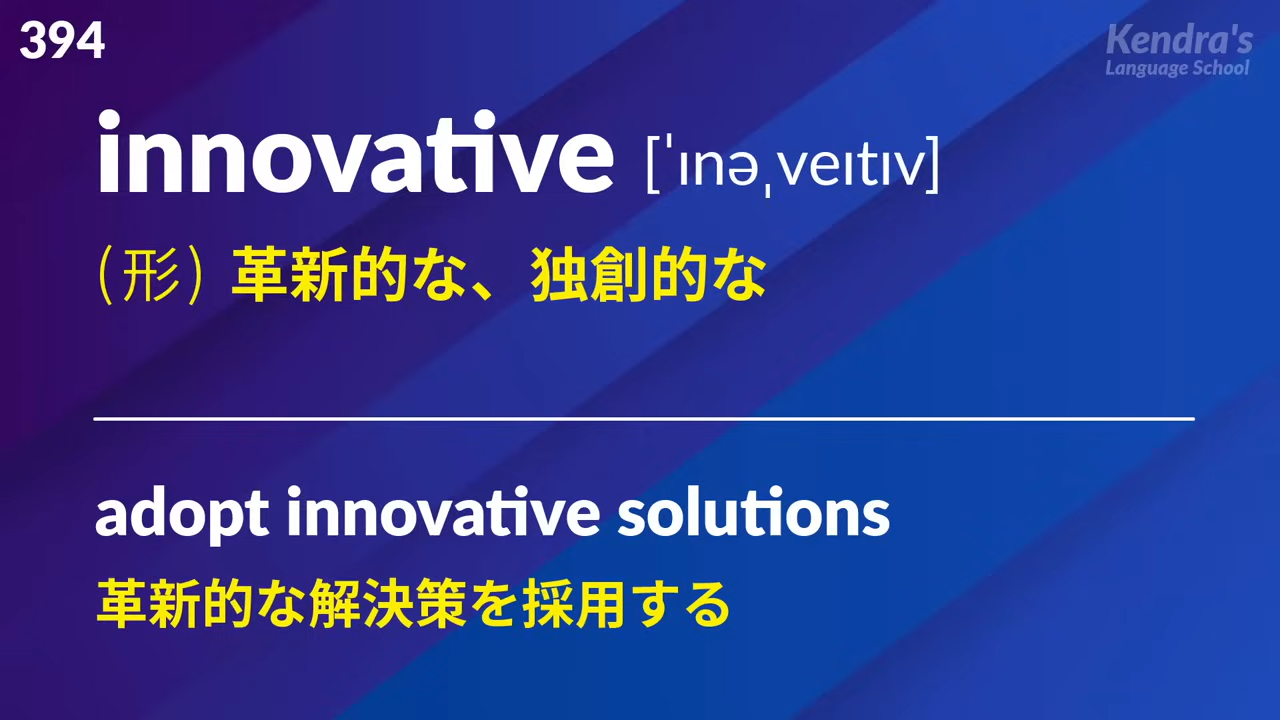 394
Kendra's
Language School
innovative [ˈɪnəˌveɪtɪv]
(形) 革新的な、独創的な
adopt innovative solutions
革新的な解決策を採用する